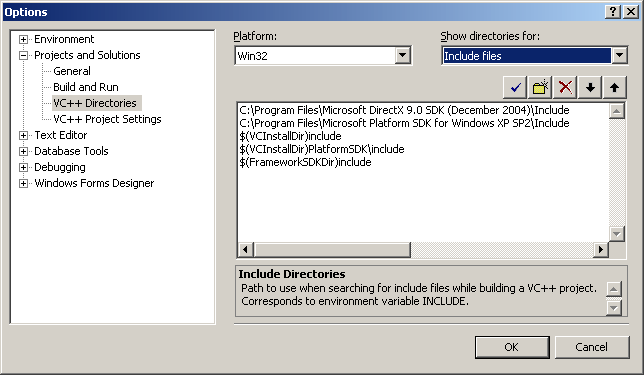 Options
Environment
Projects and Solutions
General
Build and Run
VC++ Directories
VC++ Project Settings
Text Editor
Database Tools
Debugging
Windows Forms Designer
Platform:
Win32
Show directories for:
Include files
C:\Program Files\Microsoft DirectX 9.0 SDK (December 2004)\Include
C:\Program Files\Microsoft Platform SDK for Windows XP SP2\Include
$(VCInstallDir)include
$(VCInstallDir)PlatformSDK\include
$(FrameworkSDKDir)include
Include Directories
Path to use when searching for include files while building a VC++ project.
Corresponds to environment variable INCLUDE.
OK
Cancel